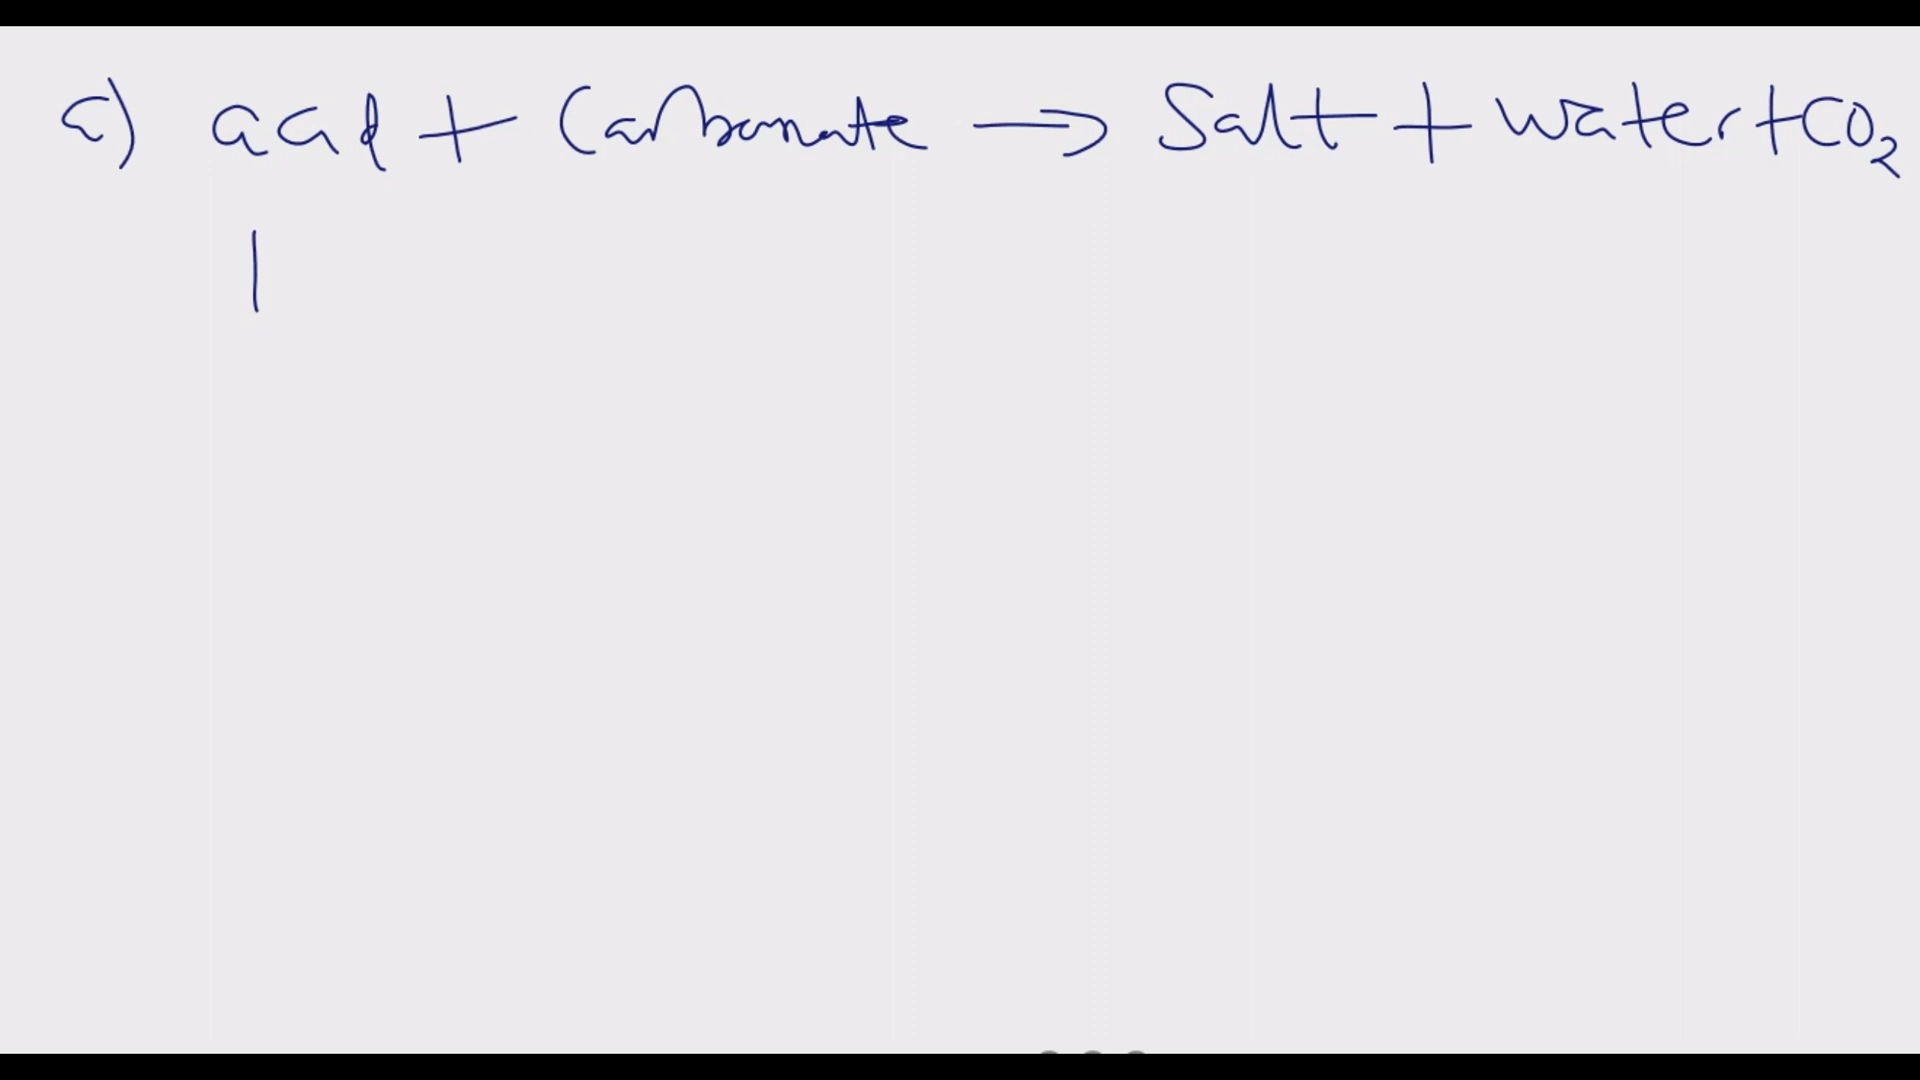 c) acid + Carbonate → Salt + water + CO₂
|